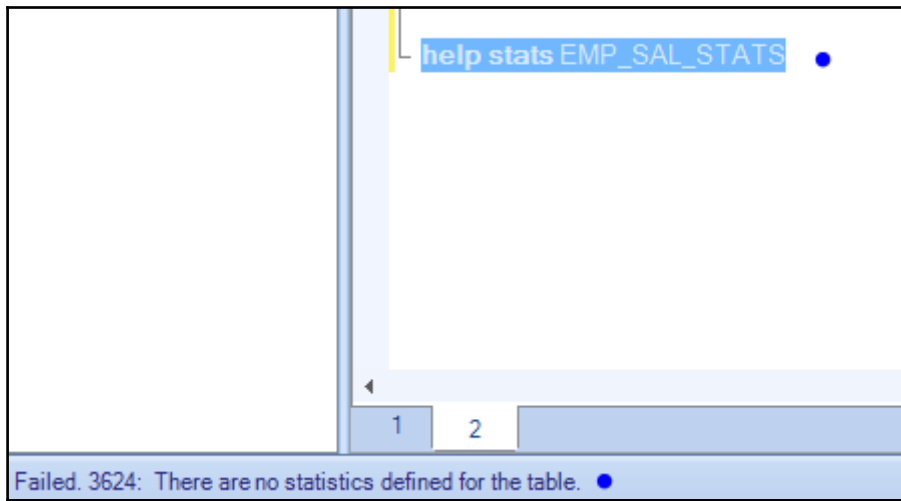 help stats EMP_SAL_STATS
1 2
Failed. 3624: There are no statistics defined for the table.